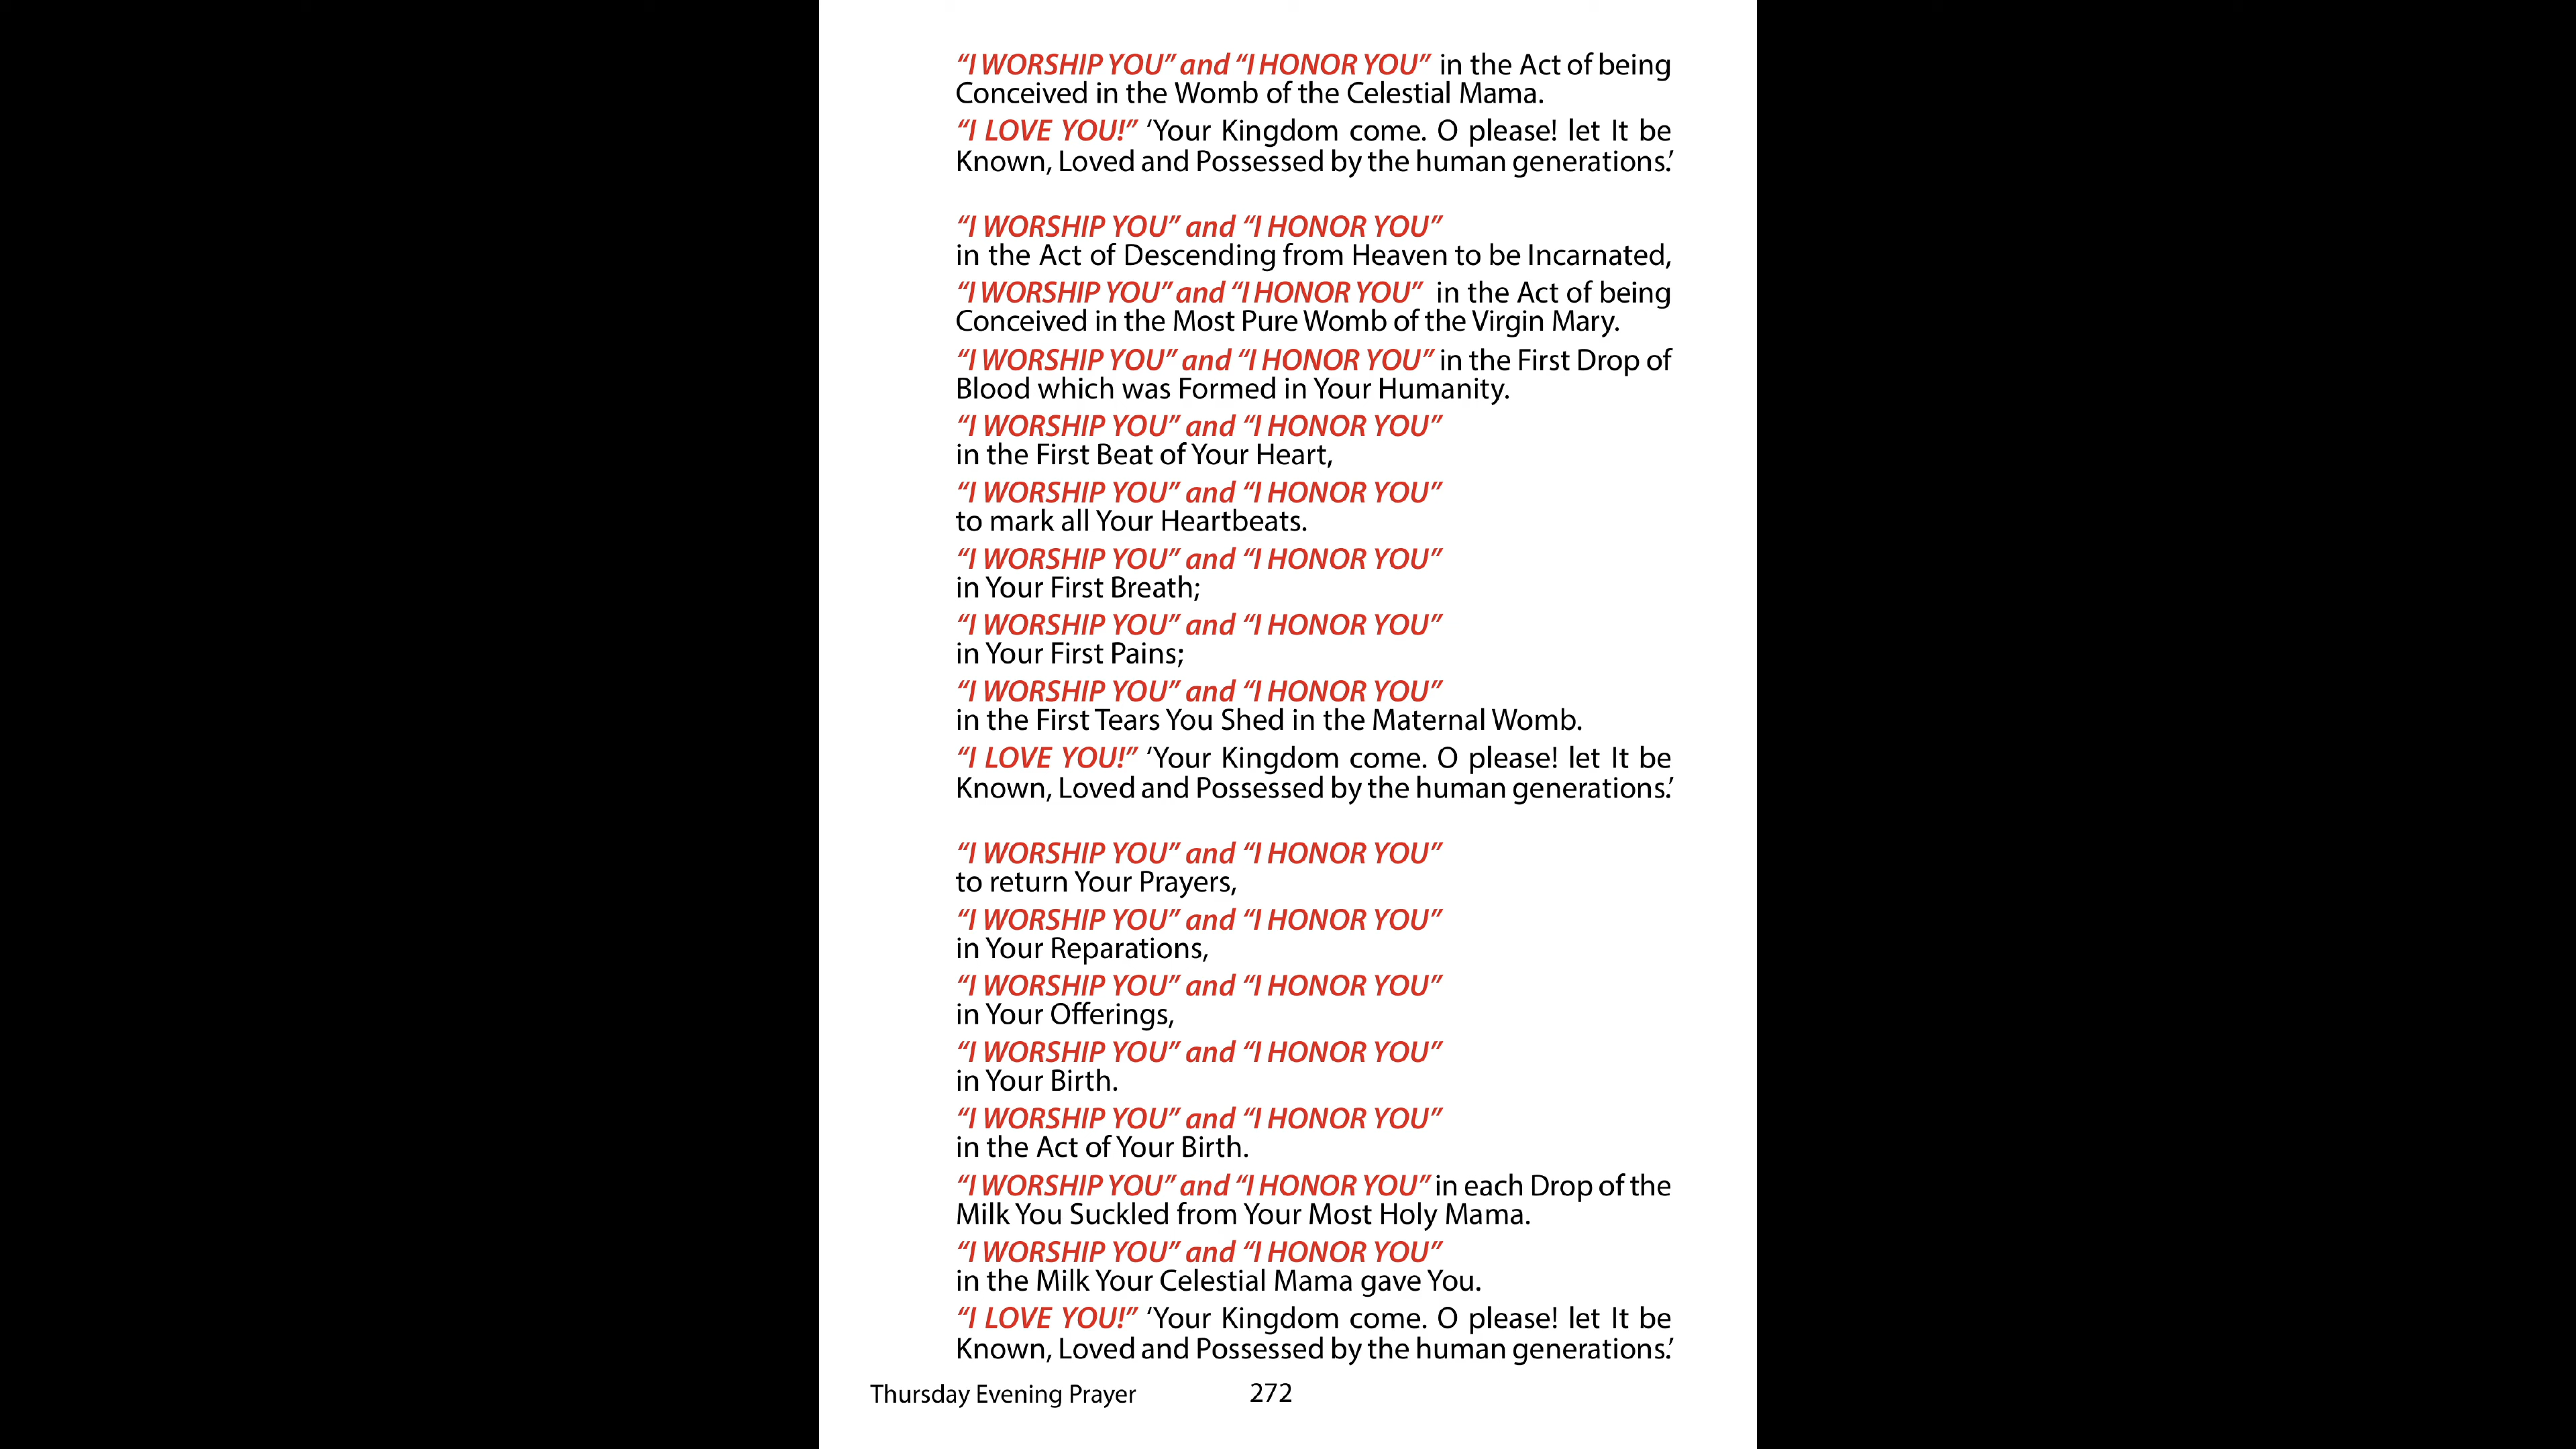 “I WORSHIP YOU” and “I HONOR YOU” in the Act of being
Conceived in the Womb of the Celestial Mama.
“I LOVE YOU!” ‘Your Kingdom come. O please! let It be
Known, Loved and Possessed by the human generations.’
“I WORSHIP YOU” and “I HONOR YOU”
in the Act of Descending from Heaven to be Incarnated,
“I WORSHIP YOU” and “I HONOR YOU” in the Act of being
Conceived in the Most Pure Womb of the Virgin Mary.
“I WORSHIP YOU” and “I HONOR YOU” in the First Drop of
Blood which was Formed in Your Humanity.
“I WORSHIP YOU” and “I HONOR YOU”
in the First Beat of Your Heart,
“I WORSHIP YOU” and “I HONOR YOU”
to mark all Your Heartbeats.
“I WORSHIP YOU” and “I HONOR YOU”
in Your First Breath;
“I WORSHIP YOU” and “I HONOR YOU”
in Your First Pains;
“I WORSHIP YOU” and “I HONOR YOU”
in the First Tears You Shed in the Maternal Womb.
“I LOVE YOU!” ‘Your Kingdom come. O please! let It be
Known, Loved and Possessed by the human generations.’
“I WORSHIP YOU” and “I HONOR YOU”
to return Your Prayers,
“I WORSHIP YOU” and “I HONOR YOU”
in Your Reparations,
“I WORSHIP YOU” and “I HONOR YOU”
in Your Offerings,
“I WORSHIP YOU” and “I HONOR YOU”
in Your Birth.
“I WORSHIP YOU” and “I HONOR YOU”
in the Act of Your Birth.
“I WORSHIP YOU” and “I HONOR YOU” in each Drop of the
Milk You Suckled from Your Most Holy Mama.
“I WORSHIP YOU” and “I HONOR YOU”
in the Milk Your Celestial Mama gave You.
“I LOVE YOU!” ‘Your Kingdom come. O please! let It be
Known, Loved and Possessed by the human generations.’
Thursday Evening Prayer 272